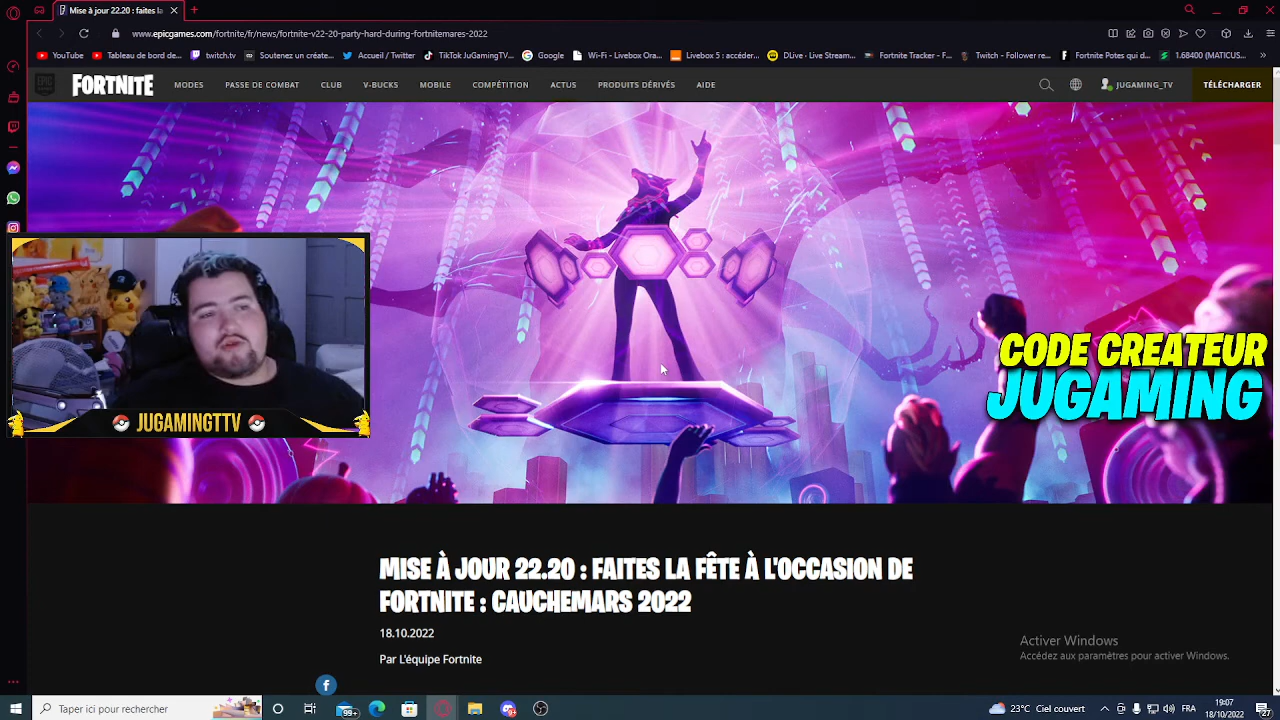 Mise à jour 22.20 : faites la
www.epicgames.com/fortnite/fr/news/fortnite-v22-20-party-hard-during-fortnitemares-2022
YouTube
Tableau de bord de...
twitch.tv
Soutenez un créate...
Accueil / Twitter
TikTok JuGamingTV...
Google
Wi-Fi - Livebox Ora...
Livebox 5 : accéder...
DUve - Live Stream...
Fortnite Tracker - F...
Twitch - Follower re...
Fortnite Potes qui d...
1.68400 (MATICUS...
EPIC GAMES
FORTNITE
MODES
PASSE DE COMBAT
CLUB
V-BUCKS
MOBILE
COMPÉTITION
ACTUS
PRODUITS DÉRIVÉS
AIDE
JUGAMING_TV
TÉLÉCHARGER
CODE CREATEUR
JUGAMING
JUGAMINGTTV
MISE À JOUR 22.20 : FAITES LA FÊTE À L'OCCASION DE
FORTNITE : CAUCHEMARS 2022
18.10.2022
Par L'équipe Fortnite
Activer Windows
Accédez aux paramètres pour activer Windows.
Taper ici pour rechercher
99+
23°C Ciel couvert
FRA
19:07
18/10/2022
27